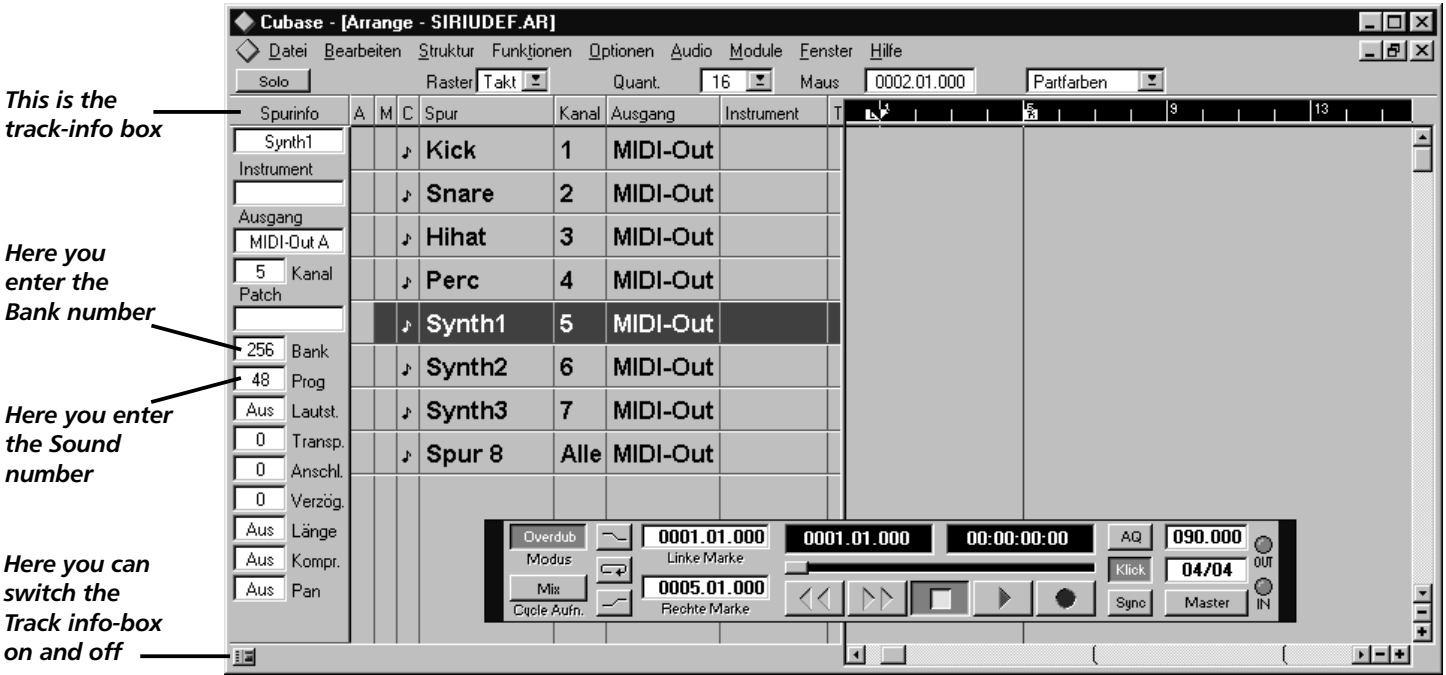 Cubase - [Arrange - SIRIUDEF.AR]
Datei Bearbeiten Struktur Funktionen Optionen Audio Module Fenster Hilfe
Solo Raster Takt Quant. 16 Maus 0002.01.000 Partfarben
This is the
track-info box
Spurinfo A M C Spur Kanal Ausgang Instrument T 1 5 9 13
L
R
Synth1
Instrument
Ausgang
MIDI-Out A
5 Kanal
Patch
Here you
enter the
Bank number
256 Bank
48 Prog
Here you enter
the Sound
number
Aus Lautst.
0 Transp.
0 Anschl.
0 Verzög.
Aus Länge
Aus Kompr.
Aus Pan
Here you can
switch the
Track info-box
on and off
Kick 1 MIDI-Out
Snare 2 MIDI-Out
Hihat 3 MIDI-Out
Perc 4 MIDI-Out
Synth1 5 MIDI-Out
Synth2 6 MIDI-Out
Synth3 7 MIDI-Out
Spur 8 Alle MIDI-Out
Overdub 0001.01.000 0001.01.000 00:00:00:00 AQ 090.000
Modus Linke Marke Klick 04/04 OUT
Mix 0005.01.000 Sync Master IN
Cycle Aufn. Rechte Marke